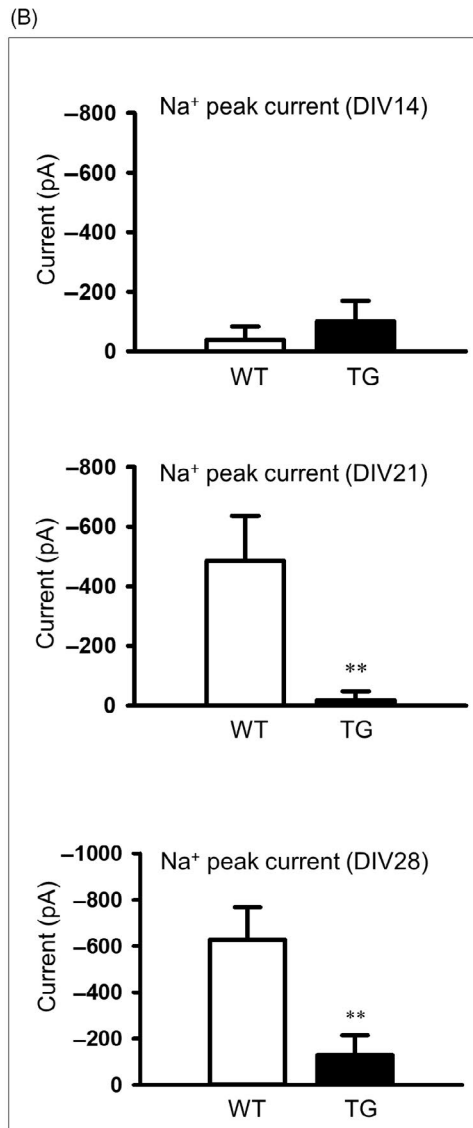 (B)
Na⁺ peak current (DIV14)
–800
–600
–400
–200
0
Current (pA)
WT TG
Na⁺ peak current (DIV21)
–800
–600
–400
–200
0
Current (pA)
**
WT TG
Na⁺ peak current (DIV28)
–1000
–800
–600
–400
–200
0
Current (pA)
**
WT TG